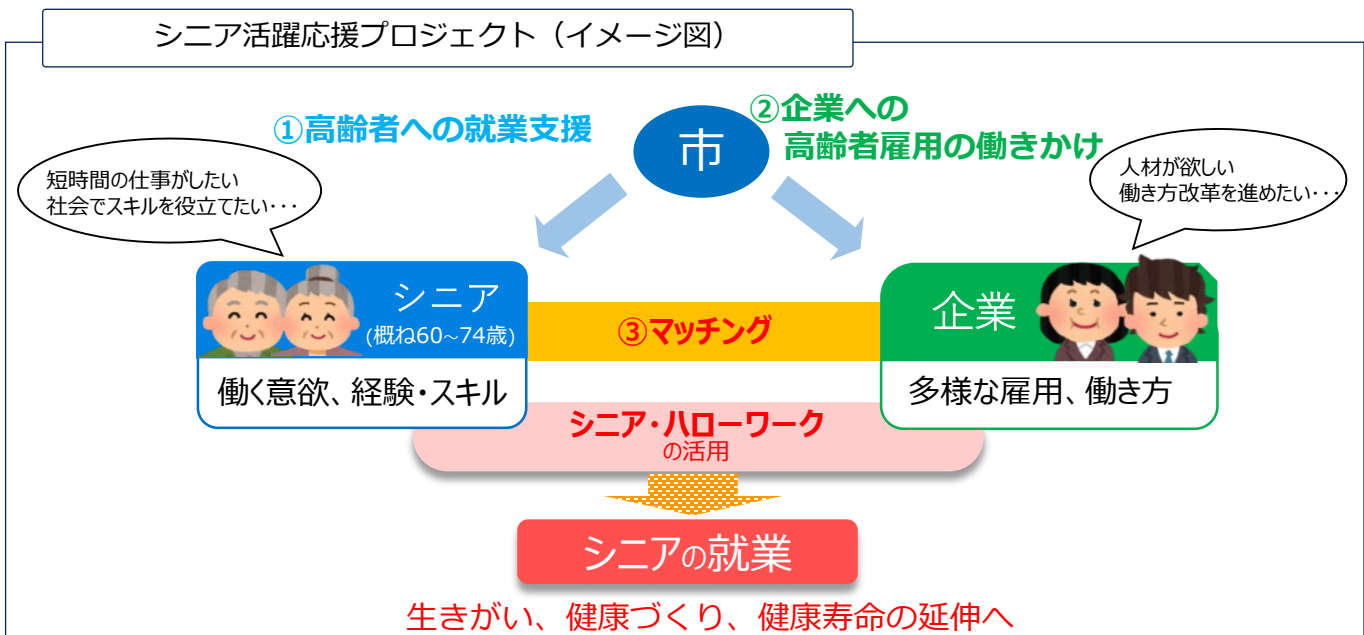 シニア活躍応援プロジェクト（イメージ図）
①高齢者への就業支援
市
②企業への
高齢者雇用の働きかけ
短時間の仕事がしたい
社会でスキルを役立てたい・・・
人材が欲しい
働き方改革を進めたい・・・
シニア
(概ね60～74歳)
働く意欲、経験・スキル
③マッチング
企業
多様な雇用、働き方
シニア・ハローワーク
の活用
シニアの就業
生きがい、健康づくり、健康寿命の延伸へ